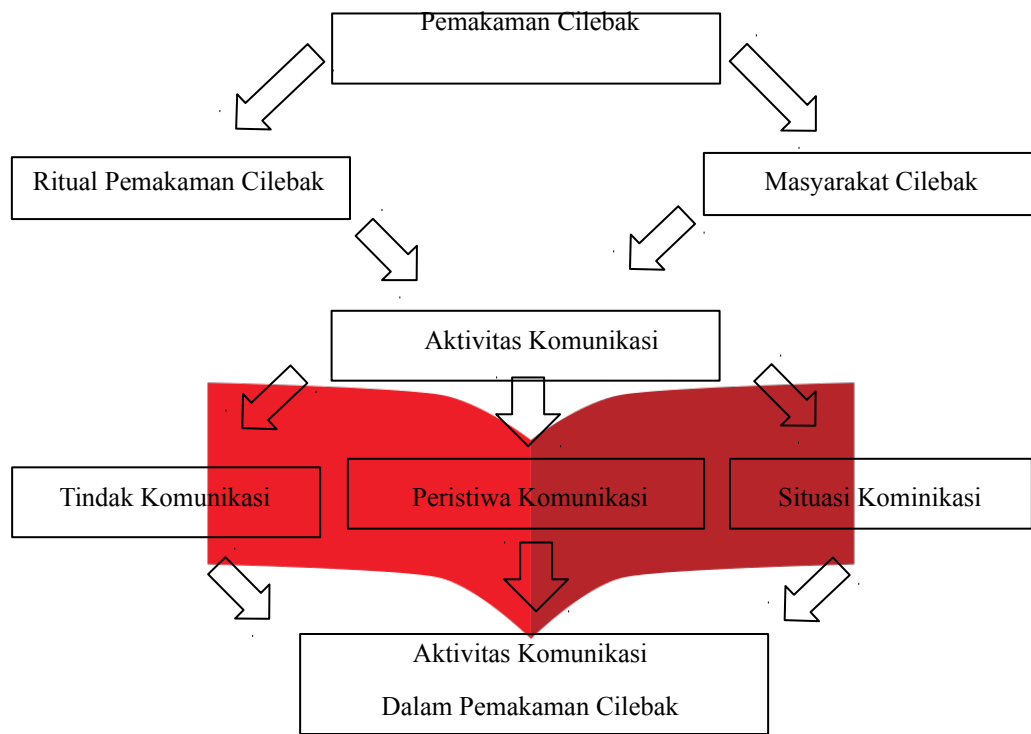 Pemakaman Cilebak
Ritual Pemakaman Cilebak
Masyarakat Cilebak
Aktivitas Komunikasi
Tindak Komunikasi
Peristiwa Komunikasi
Situasi Kominikasi
Aktivitas Komunikasi
Dalam Pemakaman Cilebak